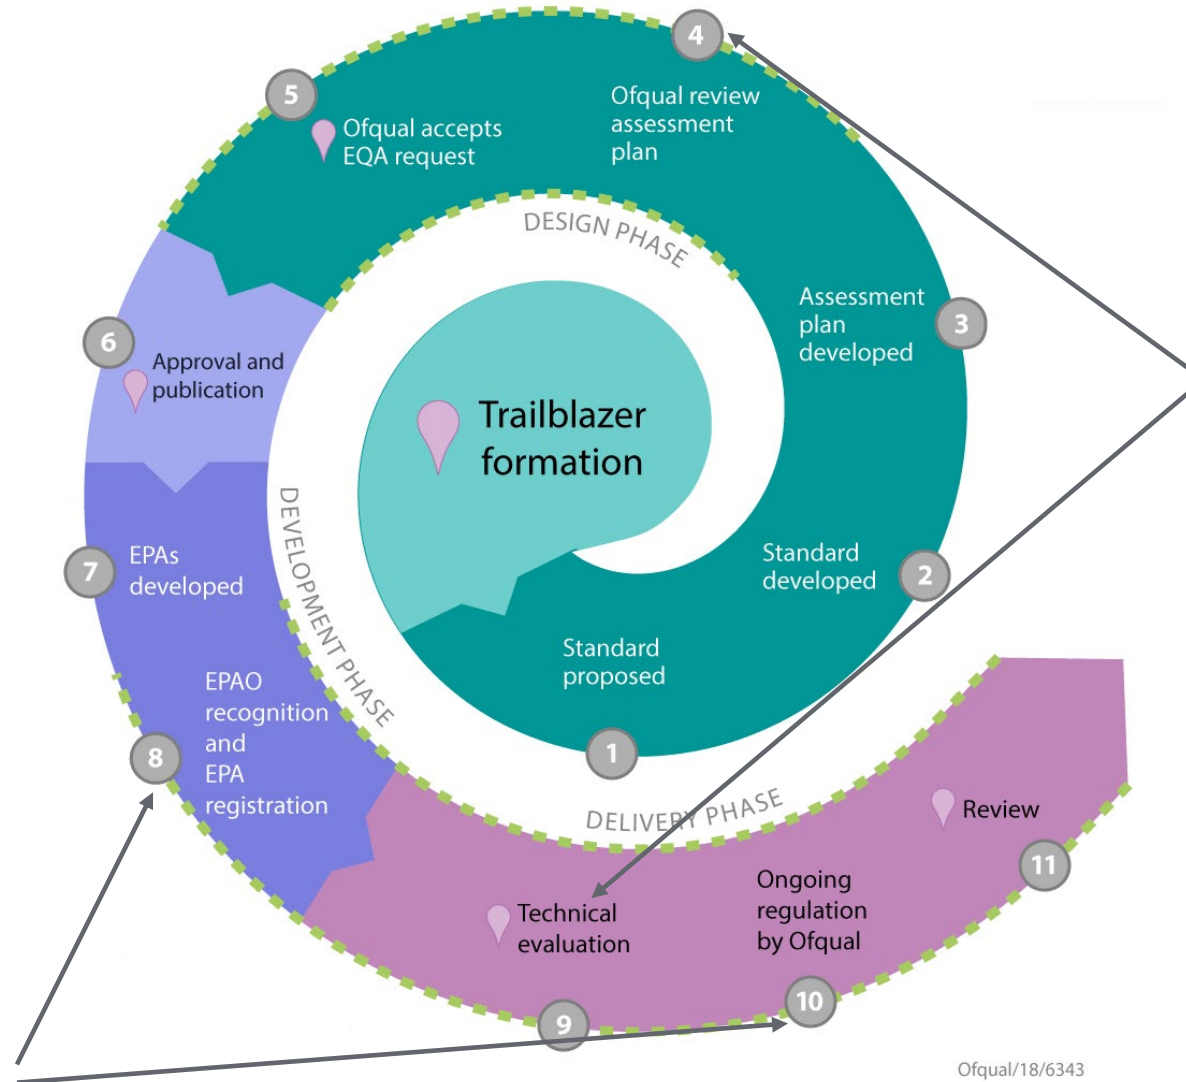 Trailblazer
formation
1
Standard
proposed
2
Standard
developed
3
Assessment
plan
developed
4
Ofqual review
assessment
plan
5
Ofqual accepts
EQA request
DESIGN PHASE
6
Approval and
publication
7
EPAs
developed
DEVELOPMENT PHASE
8
EPAO
recognition
and
EPA
registration
DELIVERY PHASE
9
Technical
evaluation
10
Ongoing
regulation
by Ofqual
11
Review
Ofqual/18/6343